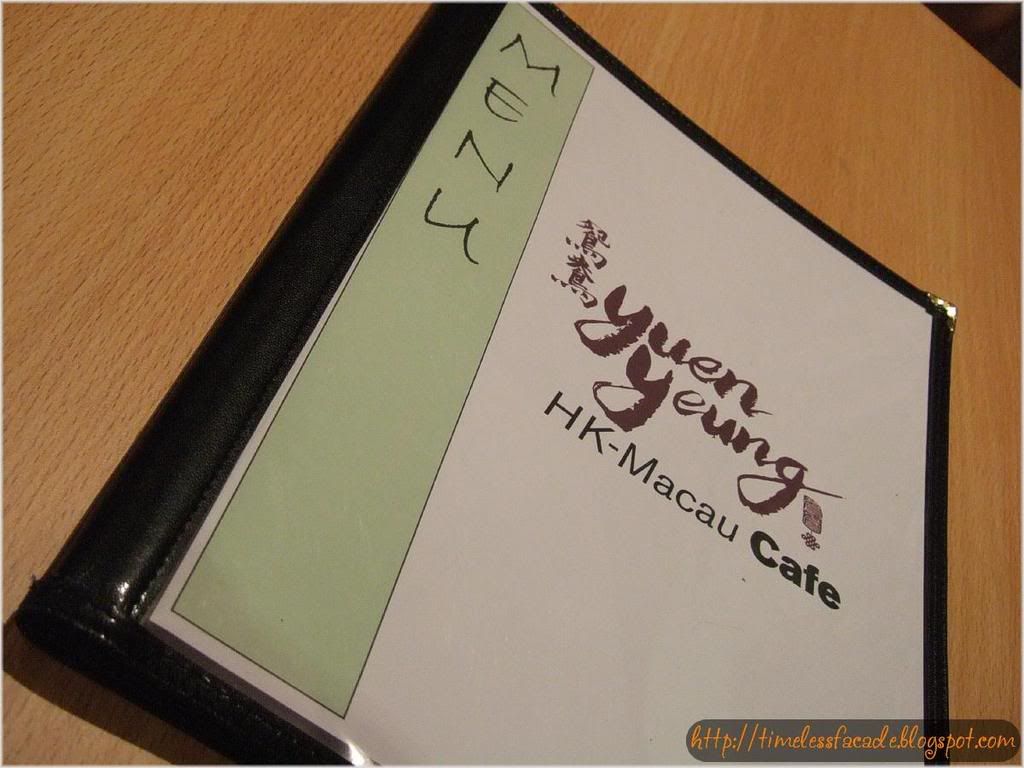 MENU
鴛鴦
yuen
yeung
HK-Macau Cafe
http://timelessfacade.blogspot.com